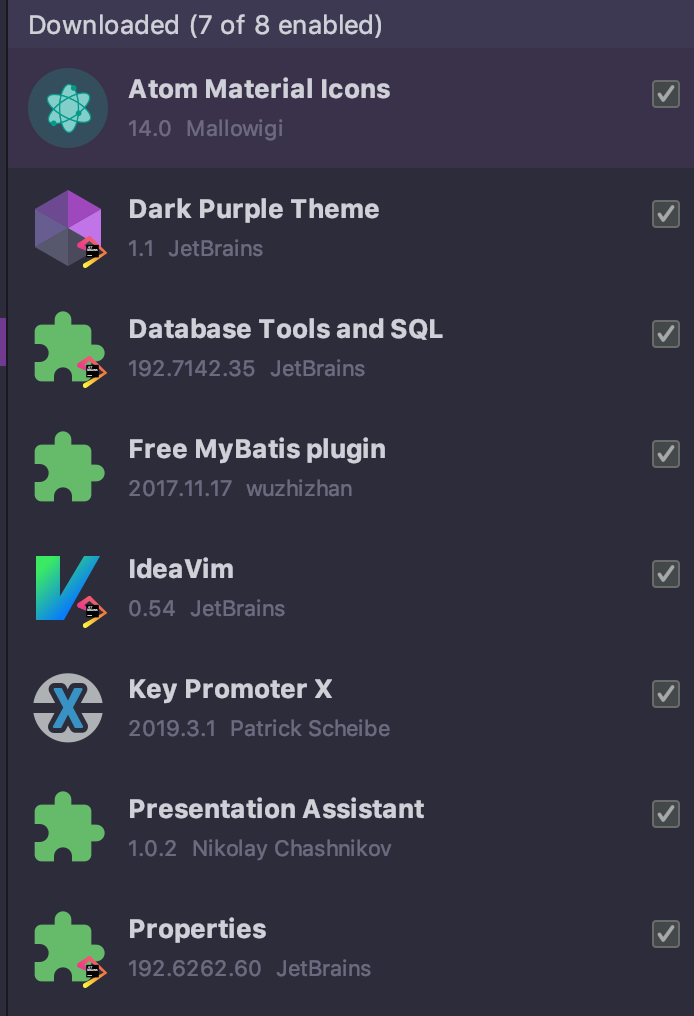 Downloaded (7 of 8 enabled)
Atom Material Icons
14.0 Mallowigi
Dark Purple Theme
1.1 JetBrains
Database Tools and SQL
192.7142.35 JetBrains
Free MyBatis plugin
2017.11.17 wuzhizhan
IdeaVim
0.54 JetBrains
Key Promoter X
2019.3.1 Patrick Scheibe
Presentation Assistant
1.0.2 Nikolay Chashnikov
Properties
192.6262.60 JetBrains